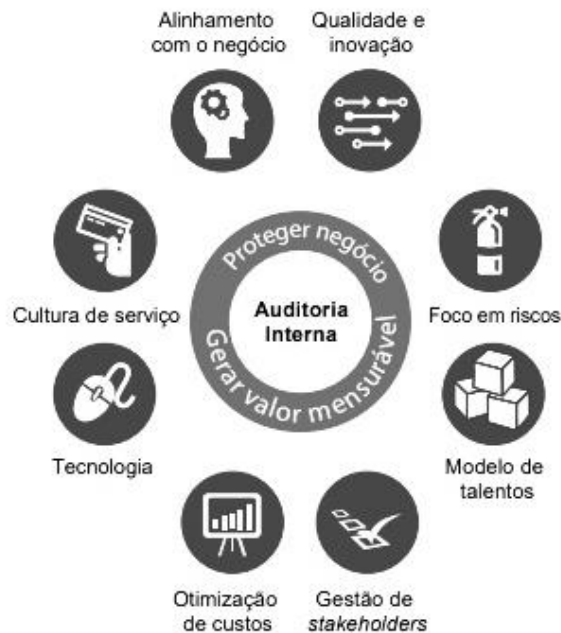 Alinhamento
com o negócio
Qualidade e
inovação
Proteger negócio
Auditoria
Interna
Gerar valor mensurável
Cultura de serviço
Foco em riscos
Tecnologia
Modelo de
talentos
Otimização
de custos
Gestão de
stakeholders